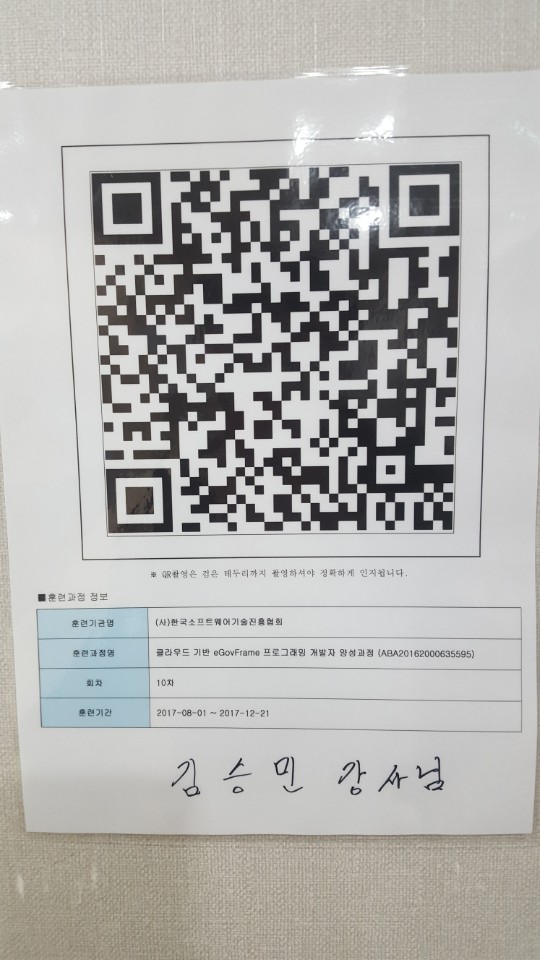 ※ QR촬영은 검은 테두리까지 촬영하셔야 정확하게 인지됩니다.
■훈련과정 정보
훈련기관명 (사)한국소프트웨어기술진흥협회
훈련과정명 클라우드 기반 eGovFrame 프로그래밍 개발자 양성과정 (ABA20162000635595)
회차 10차
훈련기간 2017-08-01 ~ 2017-12-21
김승민 강사님